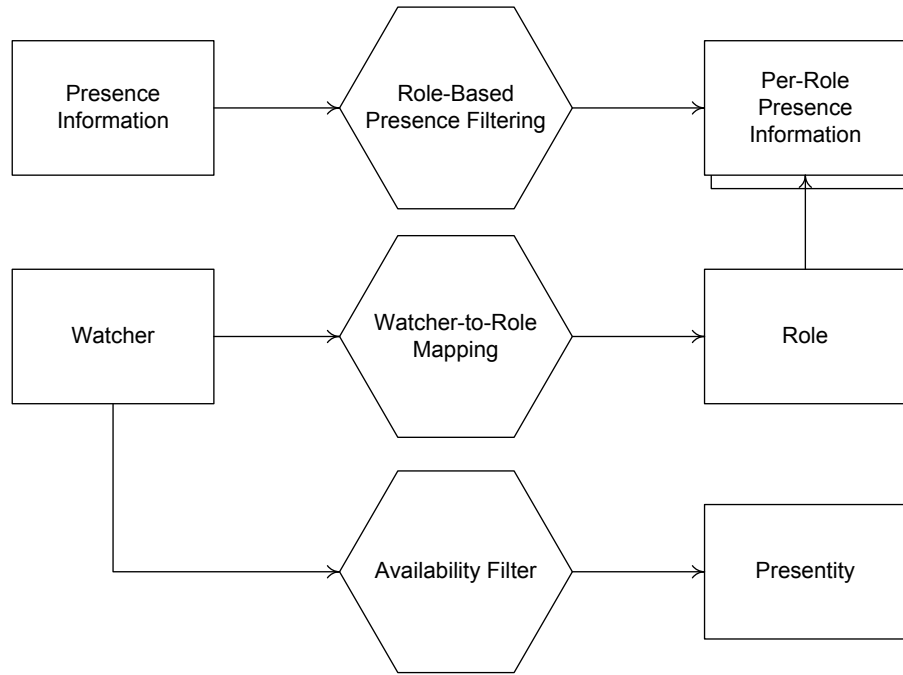 Presence
Information
Role-Based
Presence Filtering
Per-Role
Presence
Information
Watcher
Watcher-to-Role
Mapping
Role
Availability Filter
Presentity